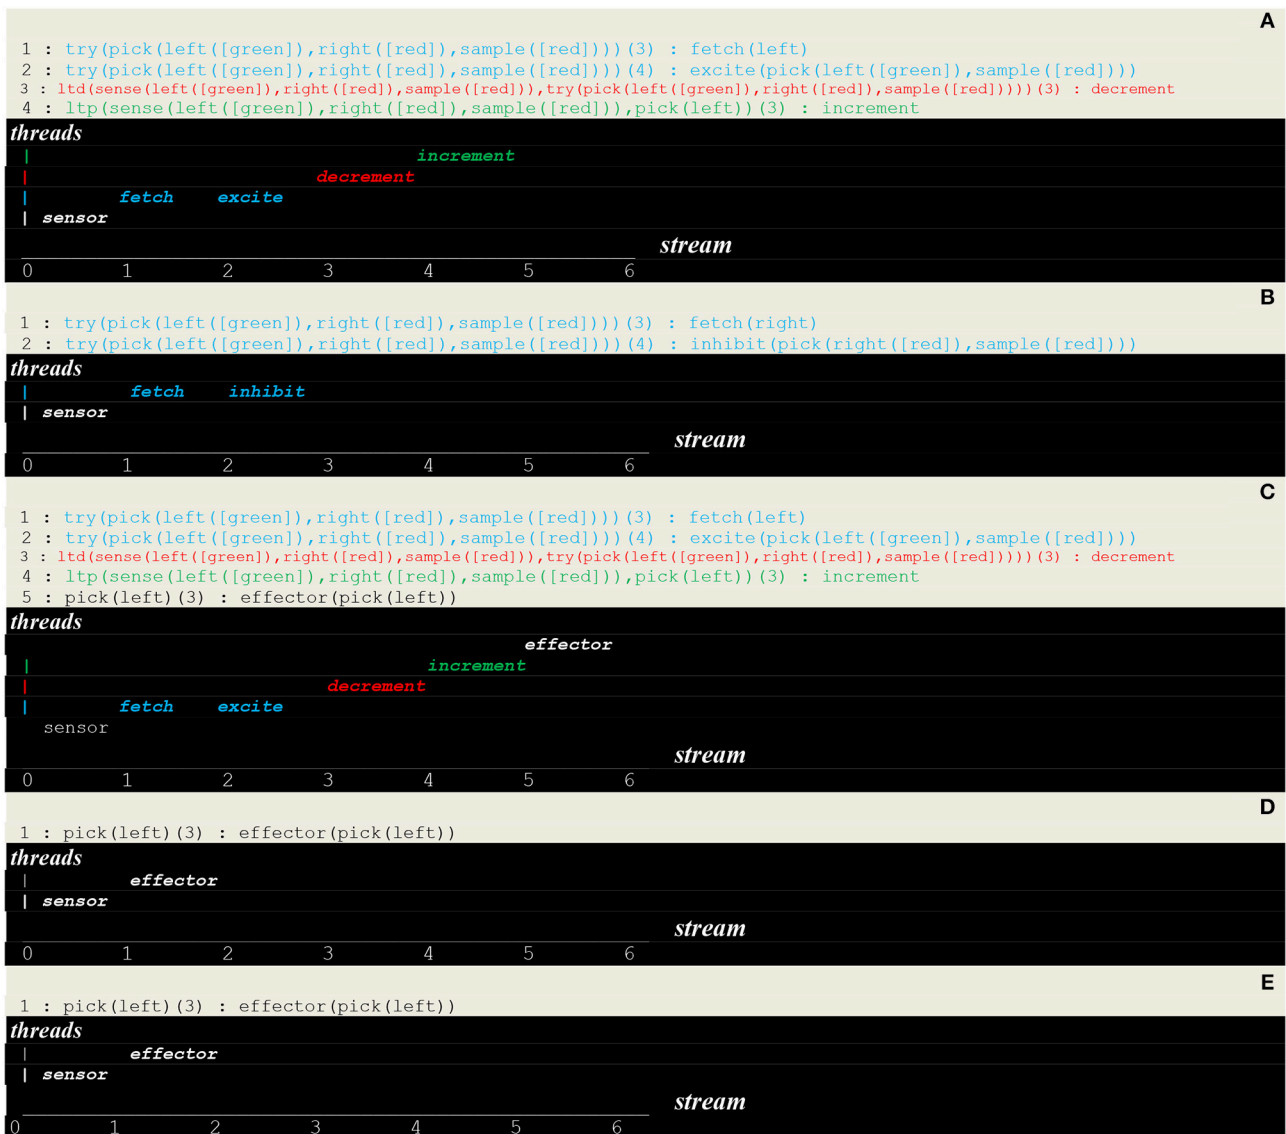 A
1 : try(pick(left([green]),right([red]),sample([red])))(3) : fetch(left)
2 : try(pick(left([green]),right([red]),sample([red])))(4) : excite(pick(left([green]),sample([red])))
3 : ltd(sense(left([green]),right([red]),sample([red])),try(pick(left([green]),right([red]),sample([red]))))(3) : decrement
4 : ltp(sense(left([green]),right([red]),sample([red])),pick(left))(3) : increment
threads
| increment
| decrement
| fetch excite
| sensor
stream
0 1 2 3 4 5 6
B
1 : try(pick(left([green]),right([red]),sample([red])))(3) : fetch(right)
2 : try(pick(left([green]),right([red]),sample([red])))(4) : inhibit(pick(right([red]),sample([red])))
threads
| fetch inhibit
| sensor
stream
0 1 2 3 4 5 6
C
1 : try(pick(left([green]),right([red]),sample([red])))(3) : fetch(left)
2 : try(pick(left([green]),right([red]),sample([red])))(4) : excite(pick(left([green]),sample([red])))
3 : ltd(sense(left([green]),right([red]),sample([red])),try(pick(left([green]),right([red]),sample([red]))))(3) : decrement
4 : ltp(sense(left([green]),right([red]),sample([red])),pick(left))(3) : increment
5 : pick(left)(3) : effector(pick(left))
threads
effector
| increment
| decrement
| fetch excite
sensor
stream
0 1 2 3 4 5 6
D
1 : pick(left)(3) : effector(pick(left))
threads
| effector
| sensor
stream
0 1 2 3 4 5 6
E
1 : pick(left)(3) : effector(pick(left))
threads
| effector
| sensor
stream
0 1 2 3 4 5 6